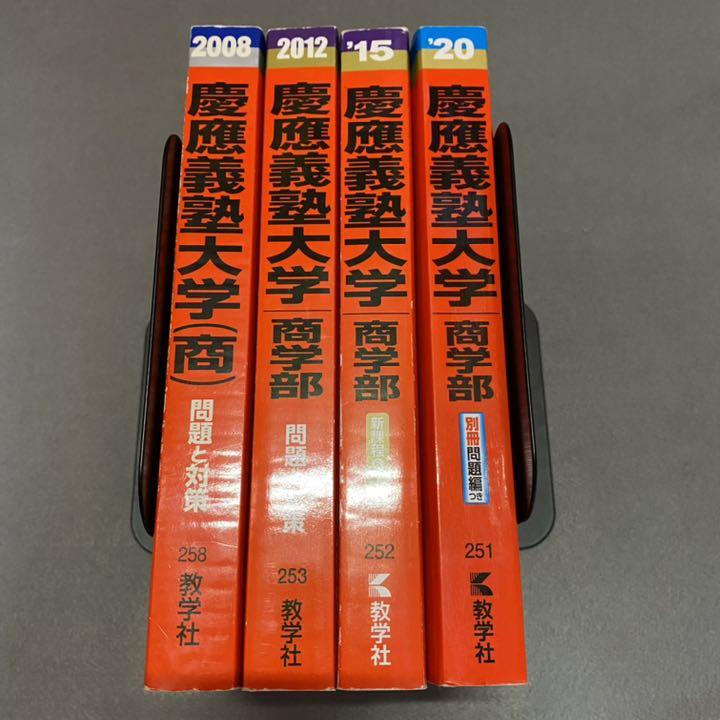 2008
慶應義塾大学(商)
問題と対策
258
教学社
2012
慶應義塾大学
商学部
問題 策
253
教学社
'15
慶應義塾大学
商学部
新課程
252
教学社
'20
慶應義塾大学
商学部
別冊問題編つき
251
教学社